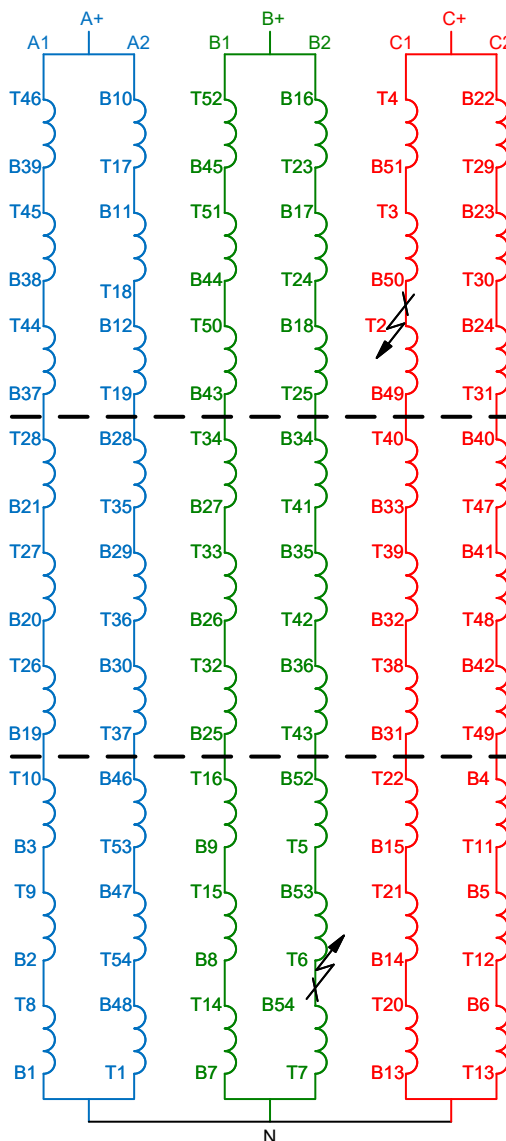 A+ B+ C+
A1 A2 B1 B2 C1 C2
T46 B10 T52 B16 T4 B22
B39 T17 B45 T23 B51 T29
T45 B11 T51 B17 T3 B23
B38 T18 B44 T24 B50 T30
T44 B12 T50 B18 T2 B24
B37 T19 B43 T25 B49 T31
T28 B28 T34 B34 T40 B40
B21 T35 B27 T41 B33 T47
T27 B29 T33 B35 T39 B41
B20 T36 B26 T42 B32 T48
T26 B30 T32 B36 T38 B42
B19 T37 B25 T43 B31 T49
T10 B46 T16 B52 T22 B4
B3 T53 B9 T5 B15 T11
T9 B47 T15 B53 T21 B5
B2 T54 B8 T6 B14 T12
T8 B48 T14 B54 T20 B6
B1 T1 B7 T7 B13 T13
N